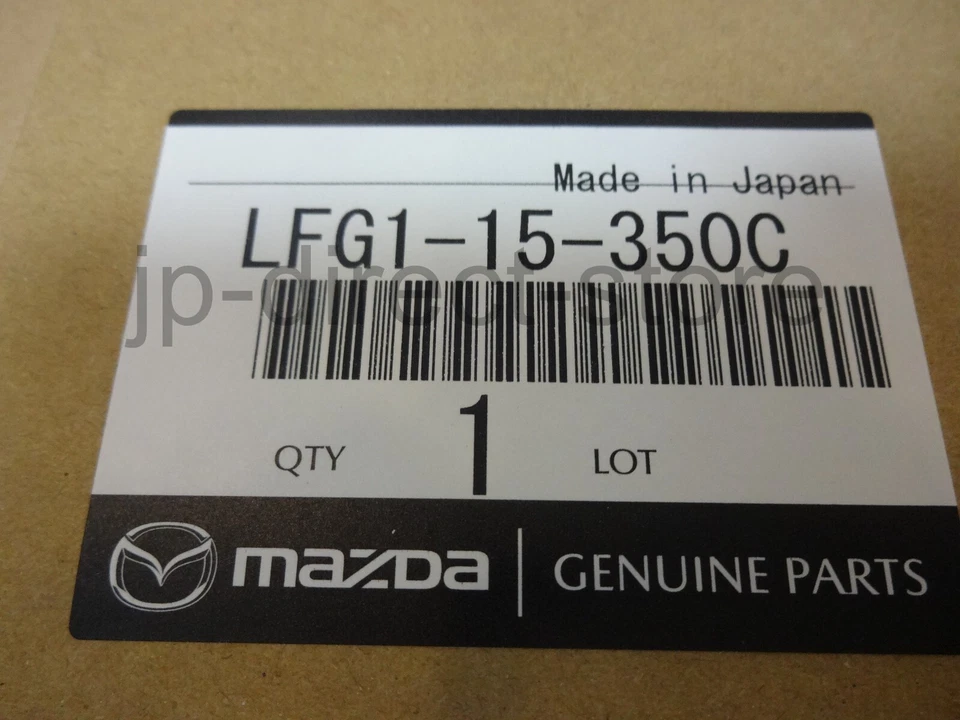 Made in Japan
LFG1-15-350C
jp-direct-store
QTY 1 LOT
mazda GENUINE PARTS